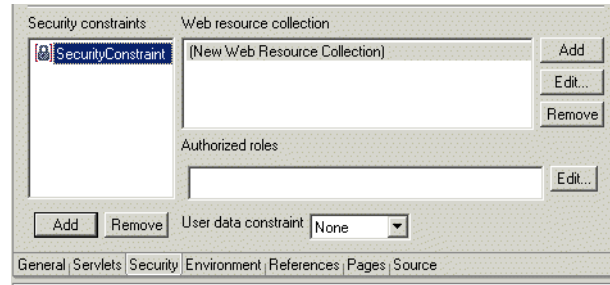 Security constraints
Web resource collection
SecurityConstraint
(New Web Resource Collection)
Add
Edit...
Remove
Authorized roles
Edit...
Add
Remove
User data constraint
None
General Servlets Security Environment References Pages Source